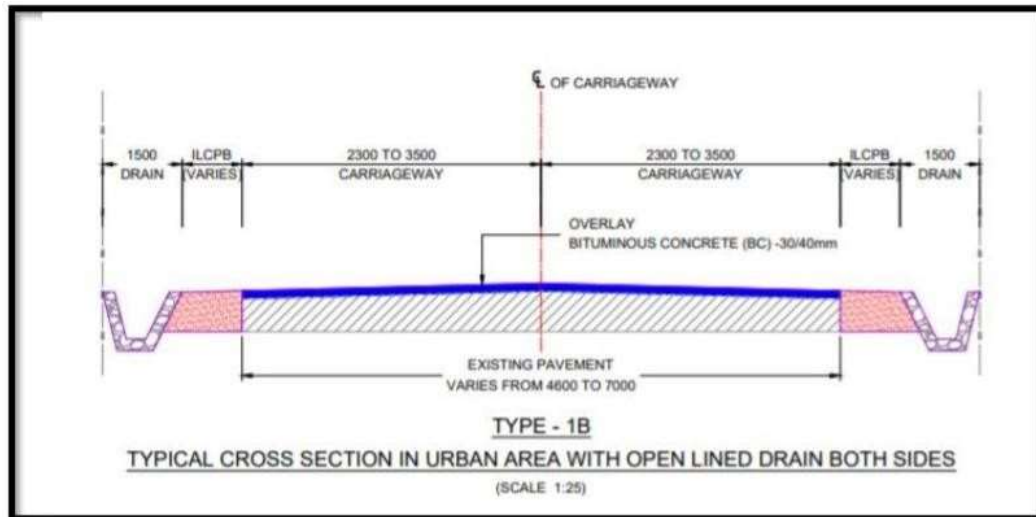 ℄ OF CARRIAGEWAY
1500
DRAIN
ILCPB
(VARIES)
2300 TO 3500
CARRIAGEWAY
2300 TO 3500
CARRIAGEWAY
ILCPB
(VARIES)
1500
DRAIN
OVERLAY
BITUMINOUS CONCRETE (BC) -30/40mm
EXISTING PAVEMENT
VARIES FROM 4600 TO 7000
TYPE - 1B
TYPICAL CROSS SECTION IN URBAN AREA WITH OPEN LINED DRAIN BOTH SIDES
(SCALE 1:25)